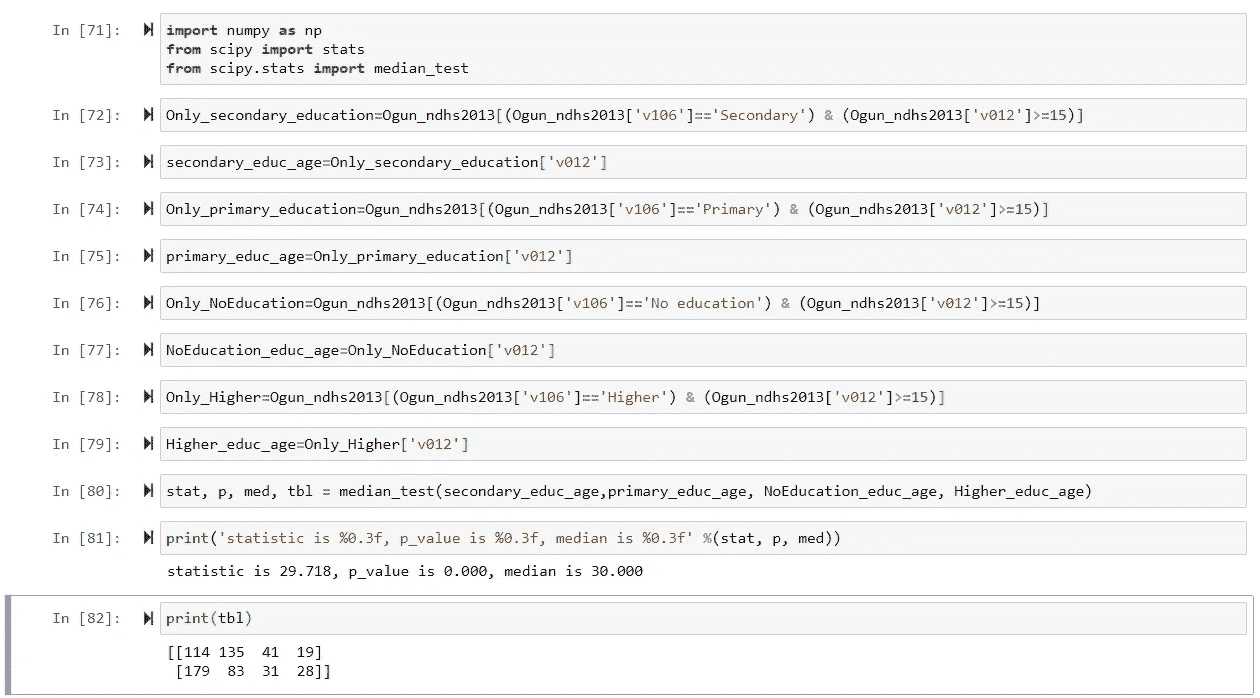 In [71]: import numpy as np
from scipy import stats
from scipy.stats import median_test
In [72]: Only_secondary_education=Ogun_ndhs2013[(Ogun_ndhs2013['v106']=='Secondary') & (Ogun_ndhs2013['v012']>=15)]
In [73]: secondary_educ_age=Only_secondary_education['v012']
In [74]: Only_primary_education=Ogun_ndhs2013[(Ogun_ndhs2013['v106']=='Primary') & (Ogun_ndhs2013['v012']>=15)]
In [75]: primary_educ_age=Only_primary_education['v012']
In [76]: Only_NoEducation=Ogun_ndhs2013[(Ogun_ndhs2013['v106']=='No education') & (Ogun_ndhs2013['v012']>=15)]
In [77]: NoEducation_educ_age=Only_NoEducation['v012']
In [78]: Only_Higher=Ogun_ndhs2013[(Ogun_ndhs2013['v106']=='Higher') & (Ogun_ndhs2013['v012']>=15)]
In [79]: Higher_educ_age=Only_Higher['v012']
In [80]: stat, p, med, tbl = median_test(secondary_educ_age,primary_educ_age, NoEducation_educ_age, Higher_educ_age)
In [81]: print('statistic is %0.3f, p_value is %0.3f, median is %0.3f' %(stat, p, med))
statistic is 29.718, p_value is 0.000, median is 30.000
In [82]: print(tbl)
[[114 135  41  19]
 [179  83  31  28]]